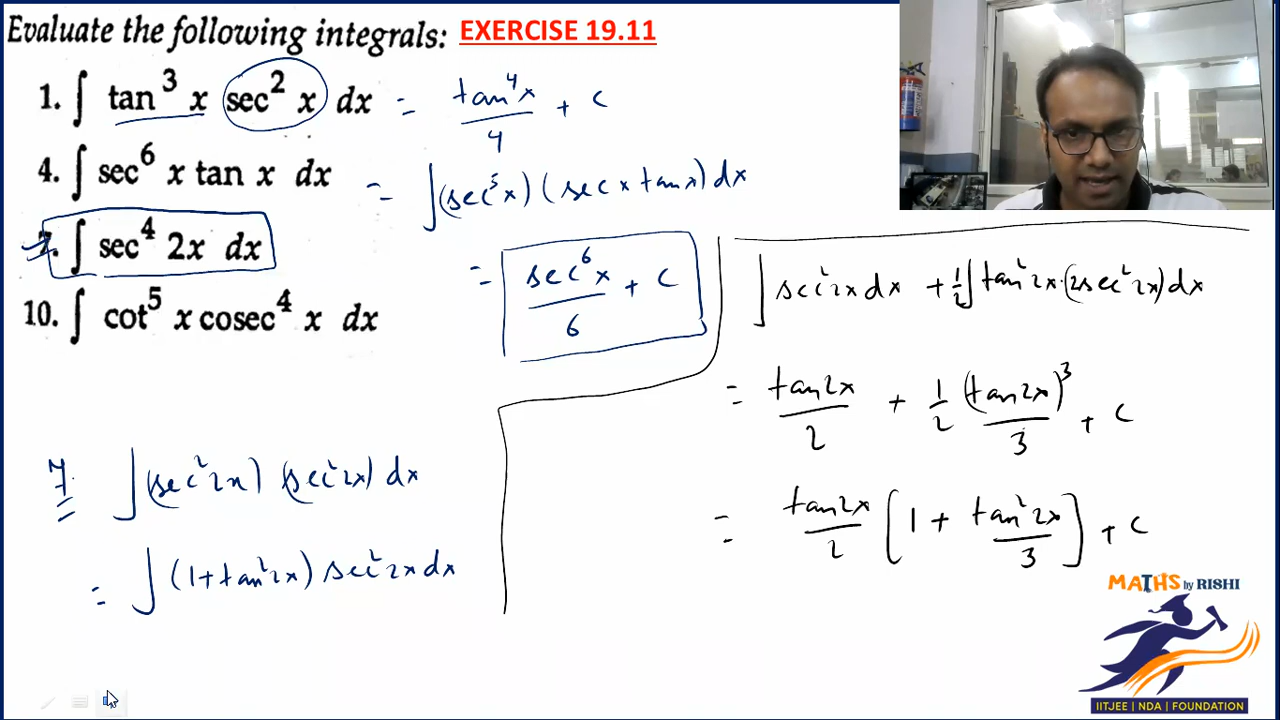 Evaluate the following integrals: EXERCISE 19.11
1. ∫ tan³ x sec² x dx = tan⁴x/4 + c
4. ∫ sec⁶ x tan x dx = ∫(sec⁵x) (secx tanx) dx
= sec⁶x/6 + c
7. ∫ sec⁴ 2x dx
10. ∫ cot⁵ x cosec⁴ x dx
7. ∫(sec²2x) (sec²2x) dx
= ∫(1+tan²2x) sec²2x dx
∫sec²2x dx + 1/2 ∫tan²2x·(2sec²2x)dx
= tan2x/2 + 1/2 (tan2x)³/3 + c
= tan2x/2 [1 + tan²2x/3] + c
MATHS by RISHI
IITJEE | NDA | FOUNDATION